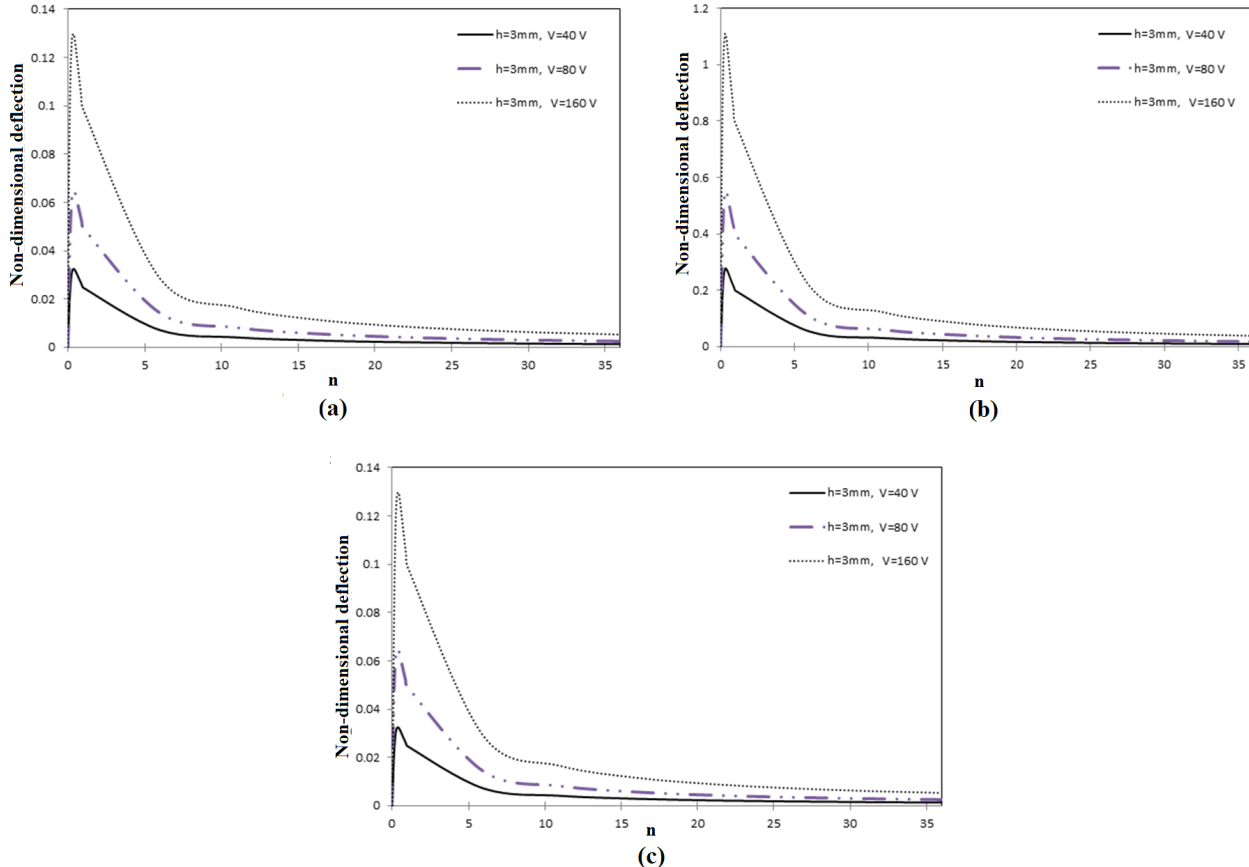 Non-dimensional deflection
0.14
0.12
0.1
0.08
0.06
0.04
0.02
0
h=3mm, V=40 V
h=3mm, V=80 V
h=3mm, V=160 V
0 5 10 15 20 25 30 35
n
(a)
Non-dimensional deflection
1.2
1
0.8
0.6
0.4
0.2
0
h=3mm, V=40 V
h=3mm, V=80 V
h=3mm, V=160 V
0 5 10 15 20 25 30 35
n
(b)
Non-dimensional deflection
0.14
0.12
0.1
0.08
0.06
0.04
0.02
0
h=3mm, V=40 V
h=3mm, V=80 V
h=3mm, V=160 V
0 5 10 15 20 25 30 35
n
(c)